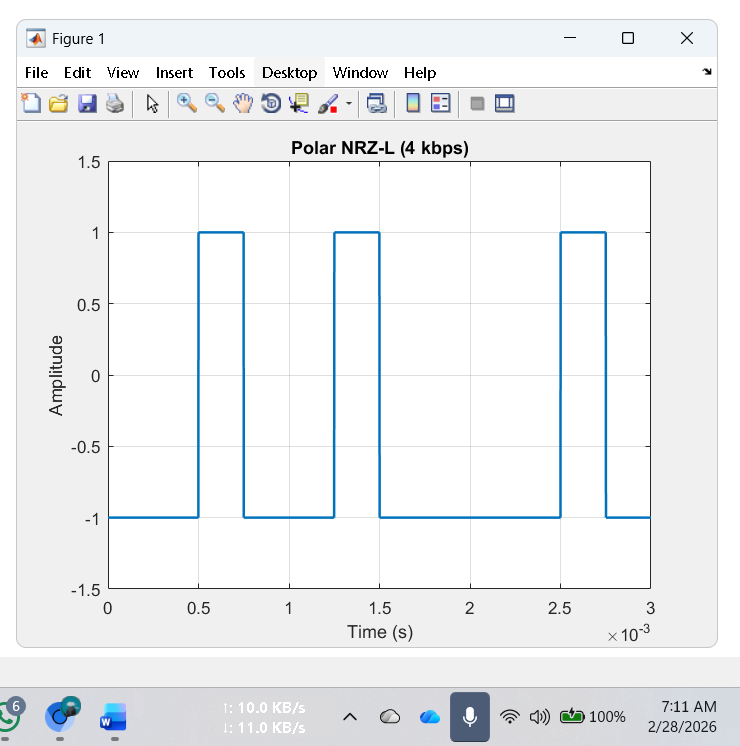 Figure 1
File Edit View Insert Tools Desktop Window Help
Polar NRZ-L (4 kbps)
1.5
1
0.5
0
-0.5
-1
-1.5
Amplitude
0 0.5 1 1.5 2 2.5 3
Time (s)
×10-3
6
W
↑: 10.0 KB/s
↓: 11.0 KB/s
100%
7:11 AM
2/28/2026